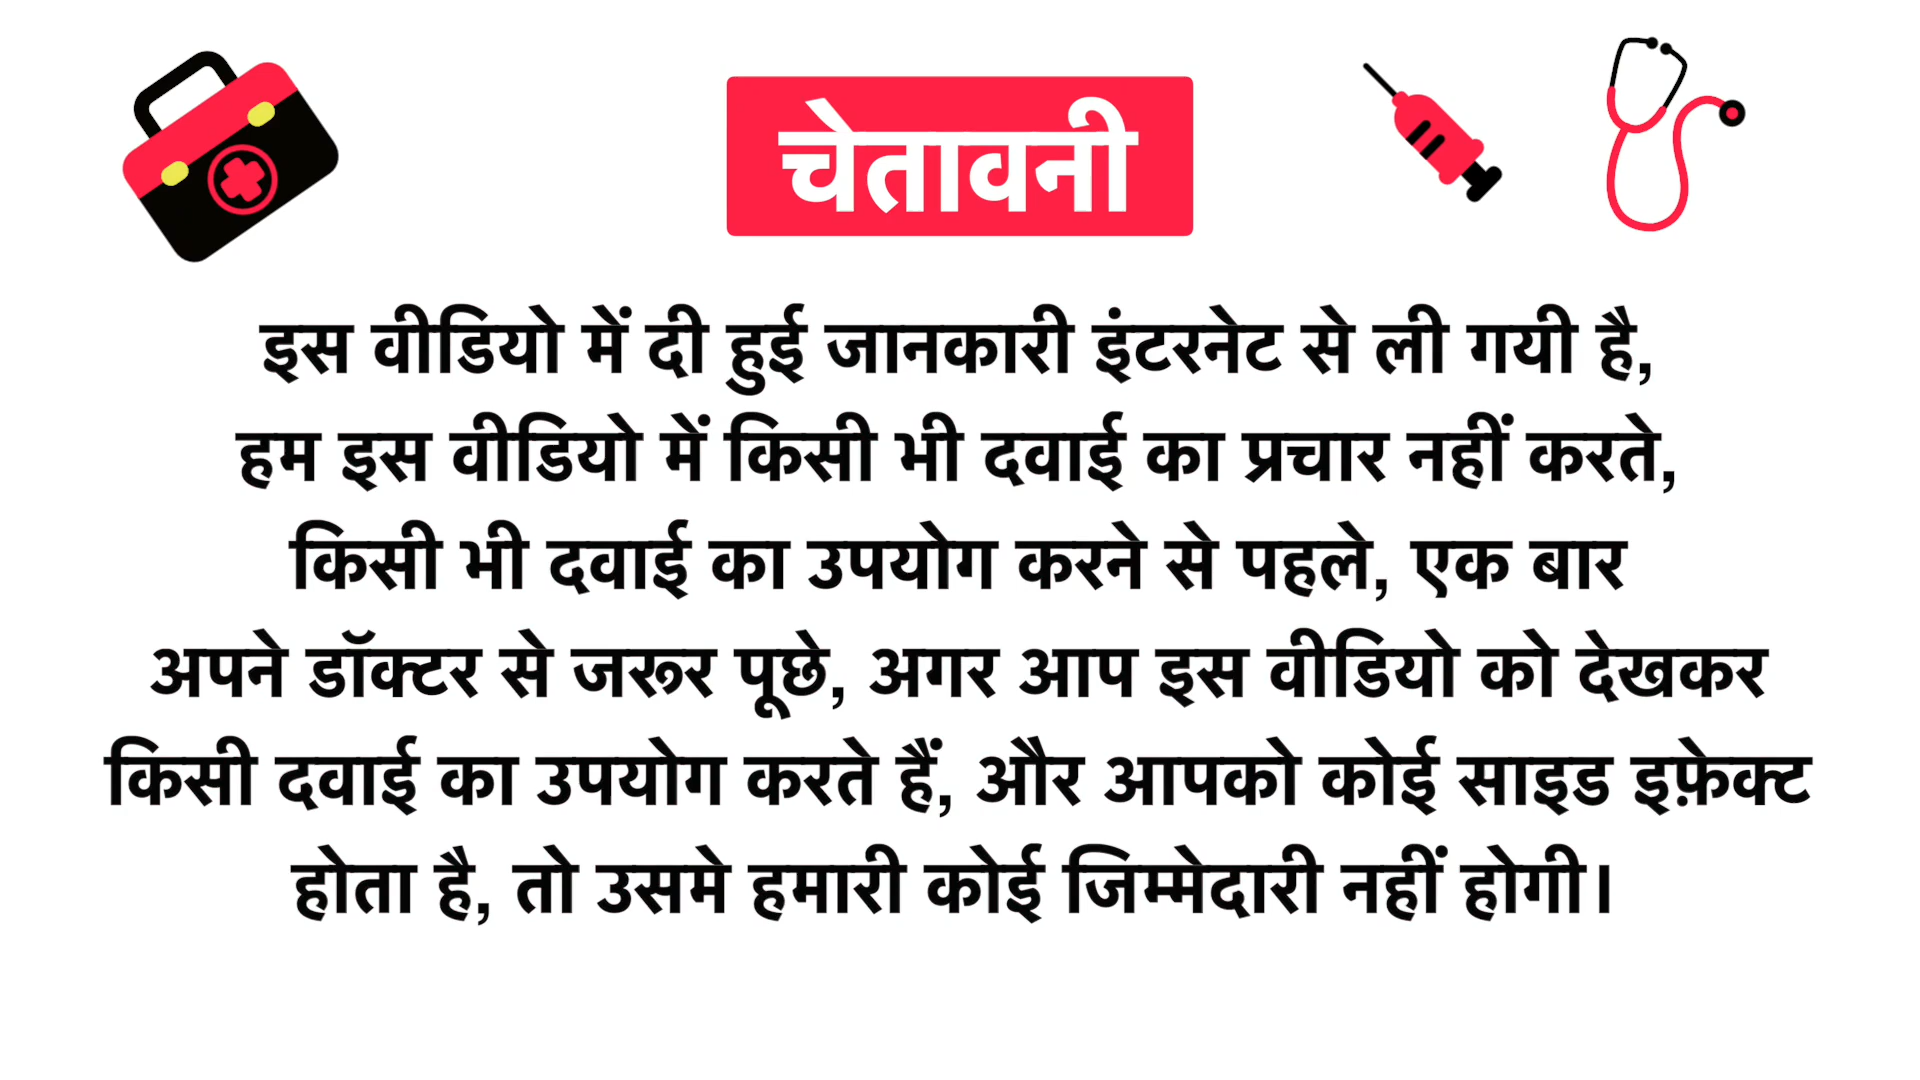 चेतावनी
इस वीडियो में दी हुई जानकारी इंटरनेट से ली गयी है,
हम इस वीडियो में किसी भी दवाई का प्रचार नहीं करते,
किसी भी दवाई का उपयोग करने से पहले, एक बार
अपने डॉक्टर से जरूर पूछे, अगर आप इस वीडियो को देखकर
किसी दवाई का उपयोग करते हैं, और आपको कोई साइड इफ़ेक्ट
होता है, तो उसमे हमारी कोई जिम्मेदारी नहीं होगी।